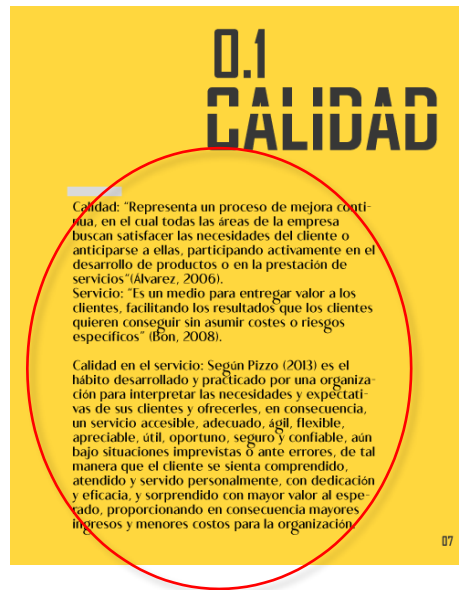 0.1
CALIDAD
Calidad: “Representa un proceso de mejora conti-
nua, en el cual todas las áreas de la empresa
buscan satisfacer las necesidades del cliente o
anticiparse a ellas, participando activamente en el
desarrollo de productos o en la prestación de
servicios”(Álvarez, 2006).
Servicio: “Es un medio para entregar valor a los
clientes, facilitando los resultados que los clientes
quieren conseguir sin asumir costes o riesgos
específicos” (Bon, 2008).
Calidad en el servicio: Según Pizzo (2013) es el
hábito desarrollado y practicado por una organiza-
ción para interpretar las necesidades y expectati-
vas de sus clientes y ofrecerles, en consecuencia,
un servicio accesible, adecuado, ágil, flexible,
apreciable, útil, oportuno, seguro y confiable, aún
bajo situaciones imprevistas o ante errores, de tal
manera que el cliente se sienta comprendido,
atendido y servido personalmente, con dedicación
y eficacia, y sorprendido con mayor valor al espe-
rado, proporcionando en consecuencia mayores
ingresos y menores costos para la organización.
07